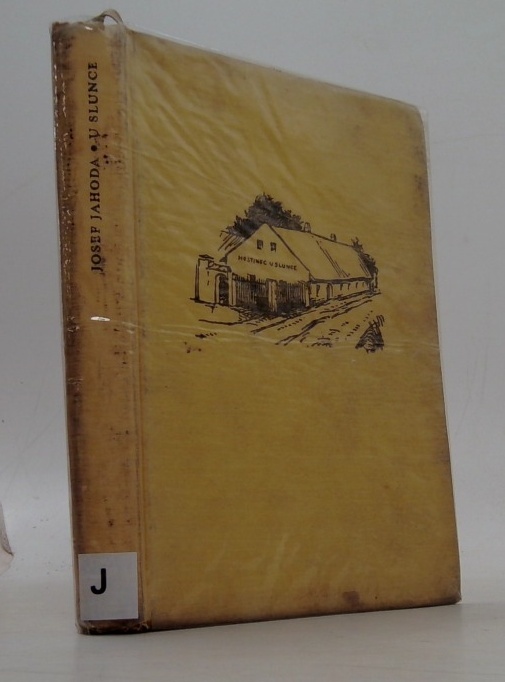 JOSEF JAHODA • U SLUNCE
HOSTINEC U SLUNCE
J